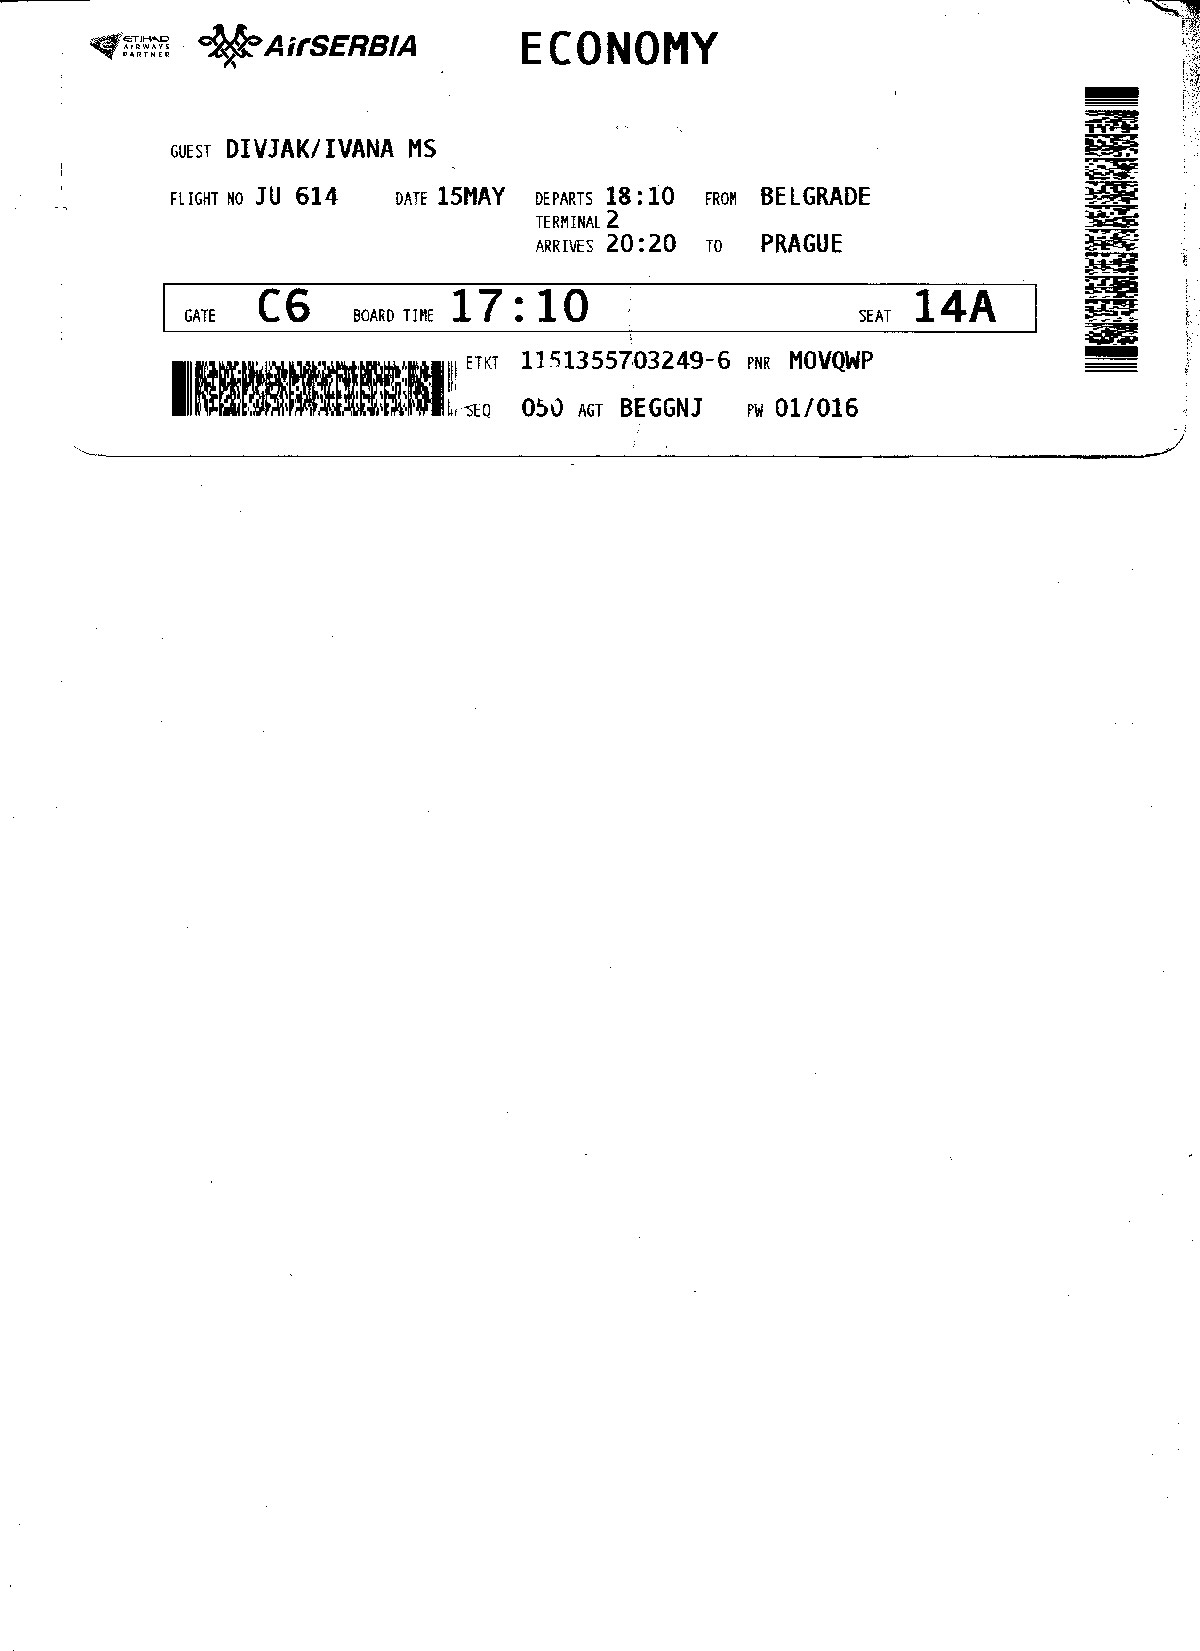 ETIHAD
AIRWAYS
PARTNER
AirSERBIA ECONOMY
GUEST DIVJAK/IVANA MS
FLIGHT NO JU 614 DATE 15MAY DEPARTS 18:10 FROM BELGRADE
TERMINAL 2
ARRIVES 20:20 TO PRAGUE
GATE C6 BOARD TIME 17:10 SEAT 14A
ETKT 1151355703249-6 PNR MOVQWP
SEQ 050 AGT BEGGNJ PW 01/016